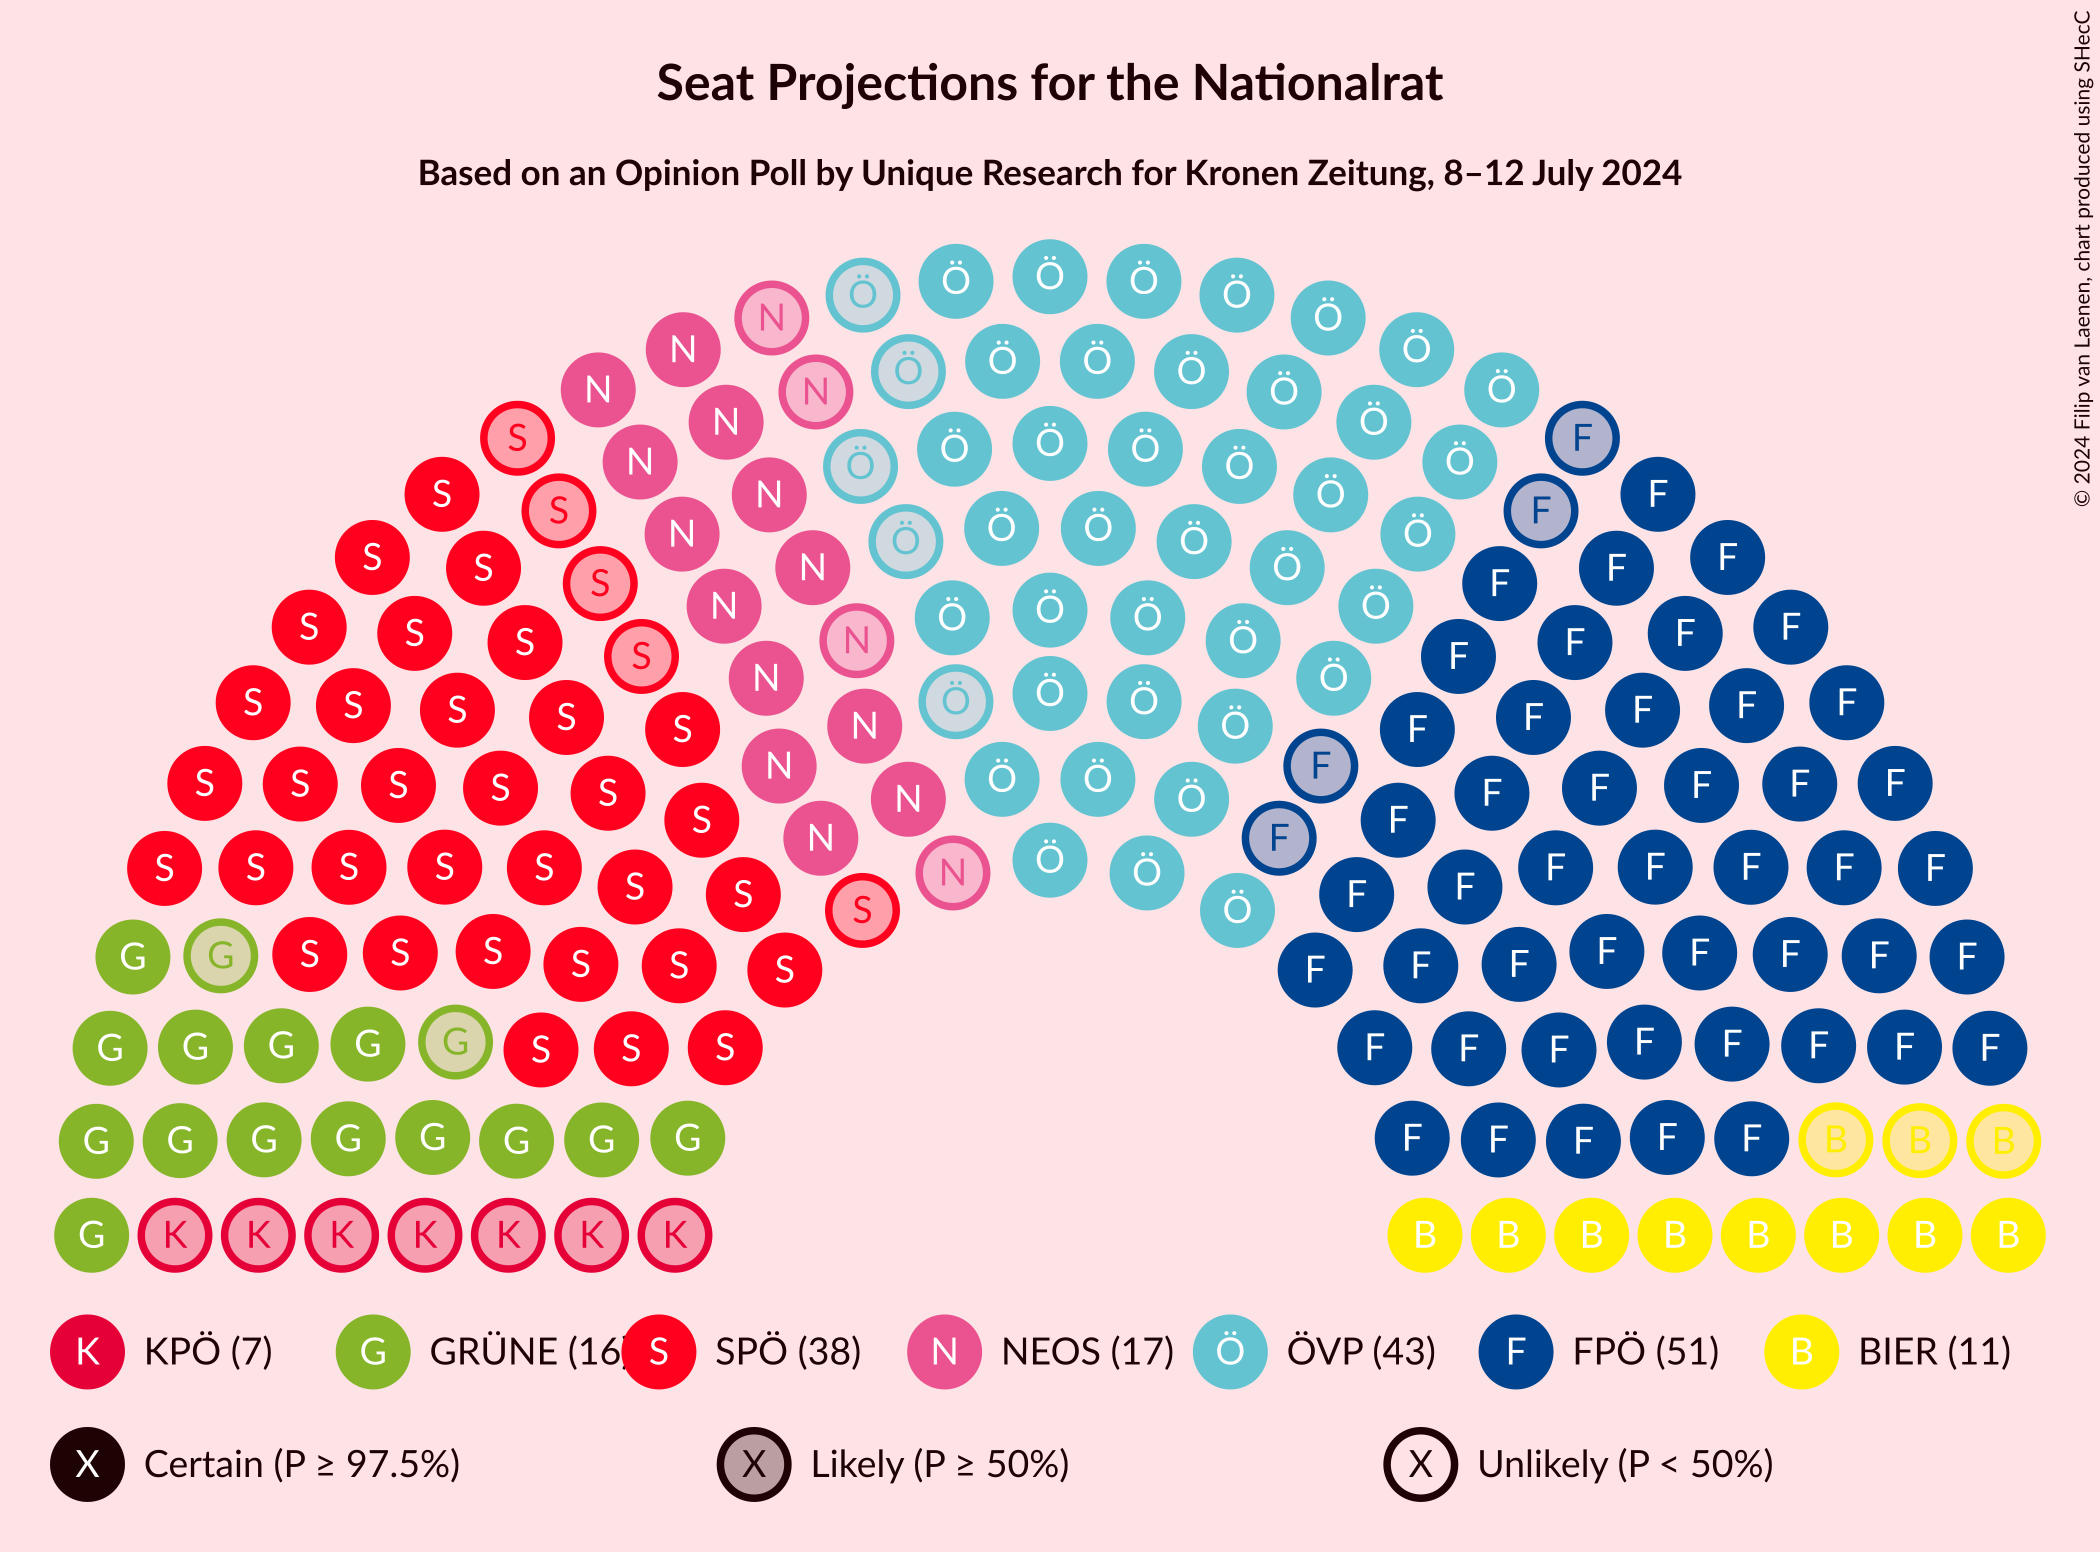 Seat Projections for the Nationalrat
Based on an Opinion Poll by Unique Research for Kronen Zeitung, 8–12 July 2024
© 2024 Filip van Laenen, chart produced using SHecC
Ö Ö Ö Ö Ö
N Ö
N Ö
N Ö
S F
S F
S F
S F
S F
S F
S F
G F
G F
G B
G B
N Ö Ö Ö Ö Ö Ö
N Ö
N Ö
S F
S F
S F
S F
S F
S F
G F
G F
G B
K B
N Ö Ö Ö Ö Ö
N Ö
S F
S F
S F
S F
S F
S F
G F
G B
K B
N Ö Ö Ö Ö Ö
N Ö
S F
S F
S F
S F
S F
G F
G F
K B
N Ö Ö Ö Ö
N Ö
S F
S F
S F
S F
G F
G F
K B
N Ö Ö Ö Ö
N F
S F
S F
S F
S F
G F
K B
N Ö Ö Ö
N F
S F
S F
S F
G F
K B
N Ö Ö
S Ö
S F
S F
G F
K B
K KPÖ (7) G GRÜNE (16) S SPÖ (38) N NEOS (17) Ö ÖVP (43) F FPÖ (51) B BIER (11)
X Certain (P ≥ 97.5%) X Likely (P ≥ 50%) X Unlikely (P < 50%)